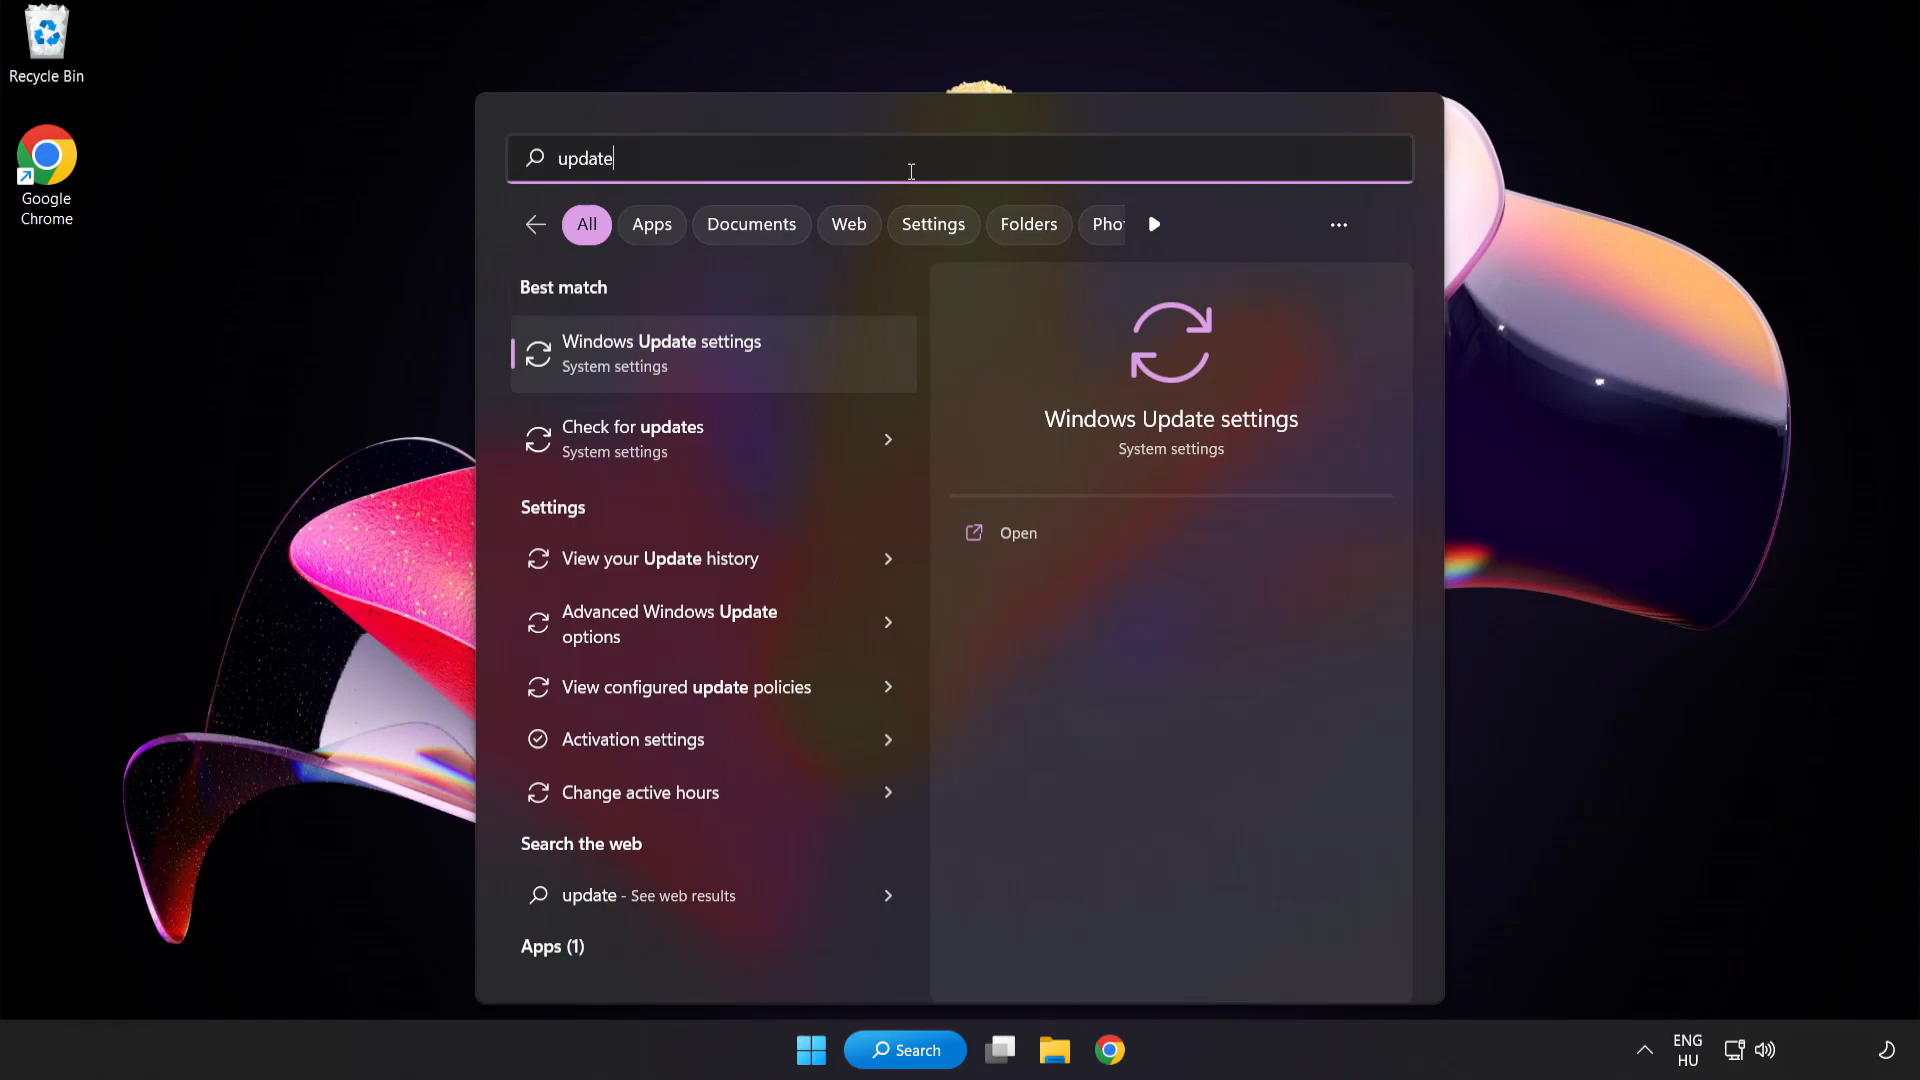 Recycle Bin
Google
Chrome
update
All
Apps
Documents
Web
Settings
Folders
Pho
Best match
Windows Update settings
System settings
Check for updates
System settings
Settings
View your Update history
Advanced Windows Update
options
View configured update policies
Activation settings
Change active hours
Search the web
update - See web results
Apps (1)
Windows Update settings
System settings
Open
Search
ENG
HU